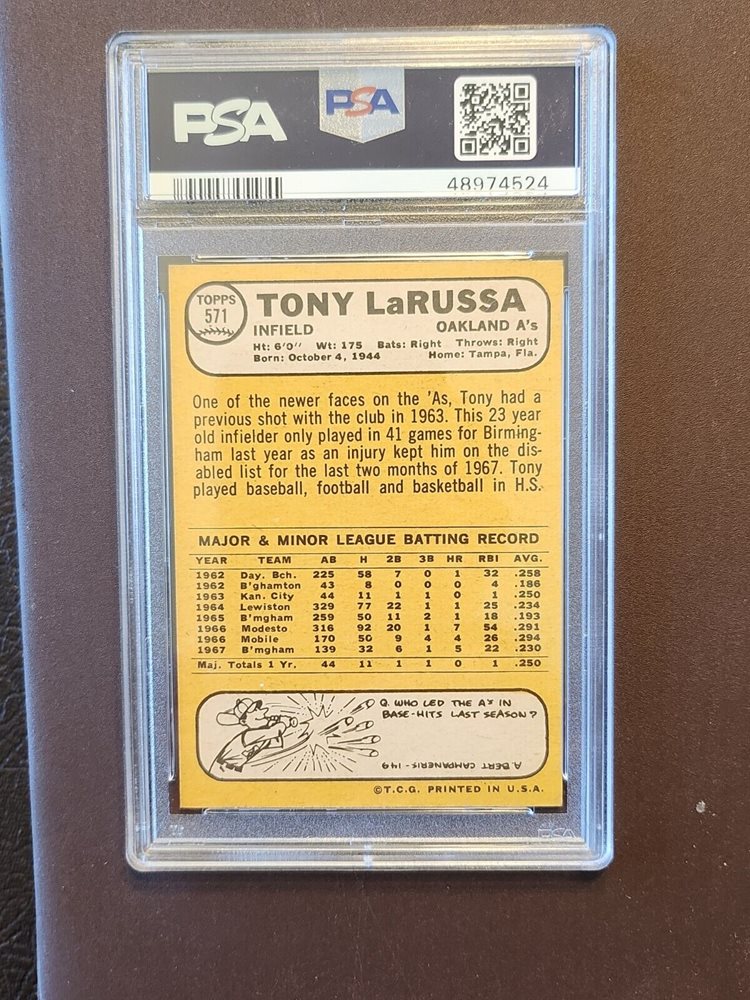 PSA
PSA
48974524
TOPPS
571
TONY LaRUSSA
INFIELD OAKLAND A's
Ht: 6'0" Wt: 175 Bats: Right Throws: Right
Born: October 4, 1944 Home: Tampa, Fla.
One of the newer faces on the 'As, Tony had a
previous shot with the club in 1963. This 23 year
old infielder only played in 41 games for Birming-
ham last year as an injury kept him on the dis-
abled list for the last two months of 1967. Tony
played baseball, football and basketball in H.S.
MAJOR & MINOR LEAGUE BATTING RECORD
YEAR TEAM AB H 2B 3B HR RBI AVG.
1962 Day. Bch. 225 58 7 0 1 32 .258
1962 B'ghamton 43 8 0 0 0 4 .186
1963 Kan. City 44 11 1 1 0 1 .250
1964 Lewiston 329 77 22 1 1 25 .234
1965 B'mgham 259 50 11 2 1 18 .193
1966 Modesto 316 92 20 1 7 54 .291
1966 Mobile 170 50 9 4 4 26 .294
1967 B'mgham 139 32 6 1 5 22 .230
Maj. Totals 1 Yr. 44 11 1 1 0 1 .250
Q. WHO LED THE A's IN
BASE-HITS LAST SEASON?
A. BERT CAMPANERIS - 149
©T.C.G. PRINTED IN U.S.A.
PSA